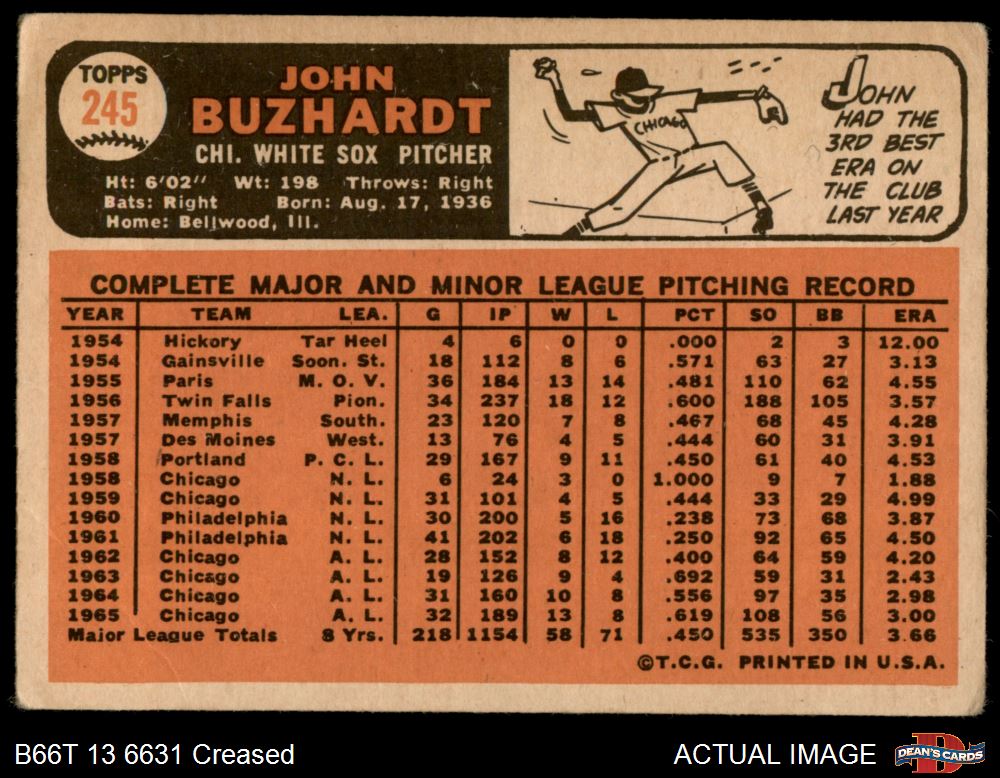 TOPPS
245
JOHN
BUZHARDT
CHI. WHITE SOX PITCHER
Ht: 6'02" Wt: 198 Throws: Right
Bats: Right Born: Aug. 17, 1936
Home: Bellwood, Ill.
CHICAGO
JOHN
HAD THE
3RD BEST
ERA ON
THE CLUB
LAST YEAR
COMPLETE MAJOR AND MINOR LEAGUE PITCHING RECORD
YEAR TEAM LEA. G IP W L PCT SO BB ERA
1954 Hickory Tar Heel 4 6 0 0 .000 2 3 12.00
1954 Gainsville Soon. St. 18 112 8 6 .571 63 27 3.13
1955 Paris M. O. V. 36 184 13 14 .481 110 62 4.55
1956 Twin Falls Pion. 34 237 18 12 .600 188 105 3.57
1957 Memphis South. 23 120 7 8 .467 68 45 4.28
1957 Des Moines West. 13 76 4 5 .444 60 31 3.91
1958 Portland P. C. L. 29 167 9 11 .450 61 40 4.53
1958 Chicago N. L. 6 24 3 0 1.000 9 7 1.88
1959 Chicago N. L. 31 101 4 5 .444 33 29 4.99
1960 Philadelphia N. L. 30 200 5 16 .238 73 68 3.87
1961 Philadelphia N. L. 41 202 6 18 .250 92 65 4.50
1962 Chicago A. L. 28 152 8 12 .400 64 59 4.20
1963 Chicago A. L. 19 126 9 4 .692 59 31 2.43
1964 Chicago A. L. 31 160 10 8 .556 97 35 2.98
1965 Chicago A. L. 32 189 13 8 .619 108 56 3.00
Major League Totals 8 Yrs. 218 1154 58 71 .450 535 350 3.66
©T.C.G. PRINTED IN U.S.A.
B66T 13 6631 Creased
ACTUAL IMAGE
DEAN'S CARDS